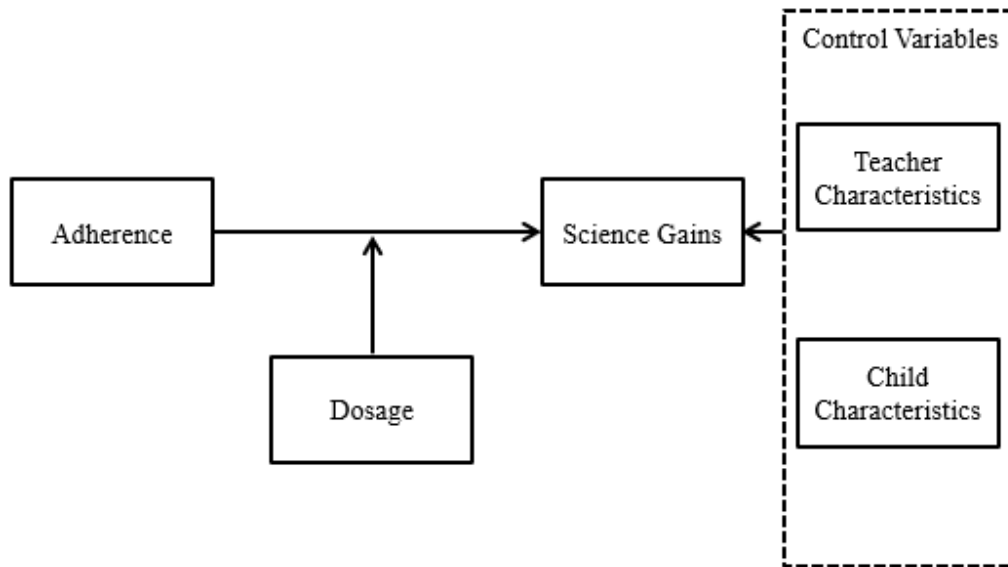 Control Variables
Teacher
Characteristics
Adherence
Science Gains
Dosage
Child
Characteristics